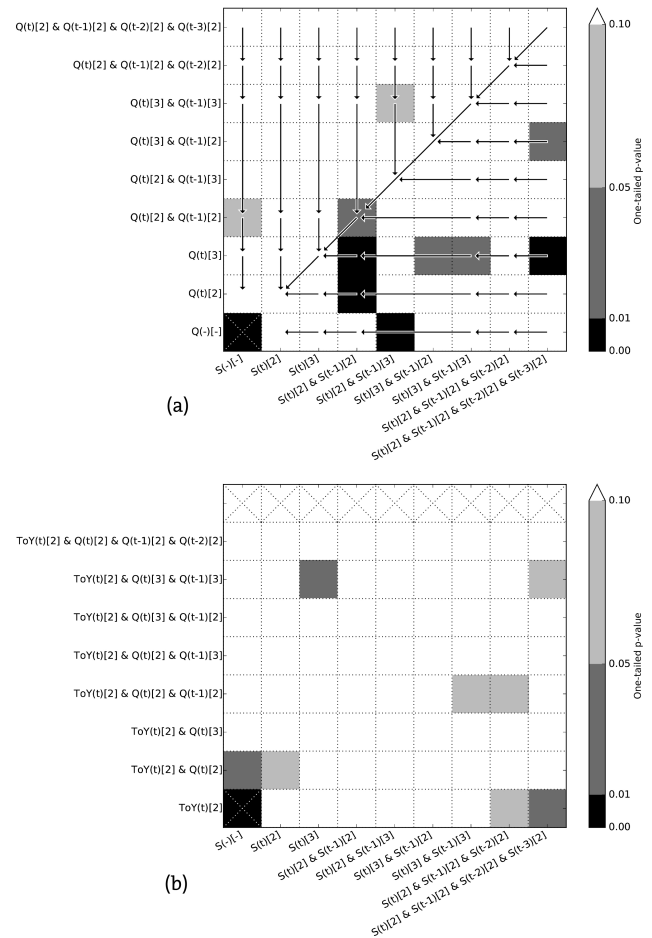 Q(t)[2] & Q(t-1)[2] & Q(t-2)[2] & Q(t-3)[2]
Q(t)[2] & Q(t-1)[2] & Q(t-2)[2]
Q(t)[3] & Q(t-1)[3]
Q(t)[3] & Q(t-1)[2]
Q(t)[2] & Q(t-1)[3]
Q(t)[2] & Q(t-1)[2]
Q(t)[3]
Q(t)[2]
Q(-)[-]
S(-)[-]
S(t)[2]
S(t)[3]
S(t)[2] & S(t-1)[2]
S(t)[2] & S(t-1)[3]
S(t)[3] & S(t-1)[2]
S(t)[3] & S(t-1)[3]
S(t)[2] & S(t-1)[2] & S(t-2)[2]
S(t)[2] & S(t-1)[2] & S(t-2)[2] & S(t-3)[2]
0.10
0.05
0.01
0.00
One-tailed p-value
(a)
ToY(t)[2] & Q(t)[2] & Q(t-1)[2] & Q(t-2)[2]
ToY(t)[2] & Q(t)[3] & Q(t-1)[3]
ToY(t)[2] & Q(t)[3] & Q(t-1)[2]
ToY(t)[2] & Q(t)[2] & Q(t-1)[3]
ToY(t)[2] & Q(t)[2] & Q(t-1)[2]
ToY(t)[2] & Q(t)[3]
ToY(t)[2] & Q(t)[2]
ToY(t)[2]
S(-)[-]
S(t)[2]
S(t)[3]
S(t)[2] & S(t-1)[2]
S(t)[2] & S(t-1)[3]
S(t)[3] & S(t-1)[2]
S(t)[3] & S(t-1)[3]
S(t)[2] & S(t-1)[2] & S(t-2)[2]
S(t)[2] & S(t-1)[2] & S(t-2)[2] & S(t-3)[2]
0.10
0.05
0.01
0.00
One-tailed p-value
(b)